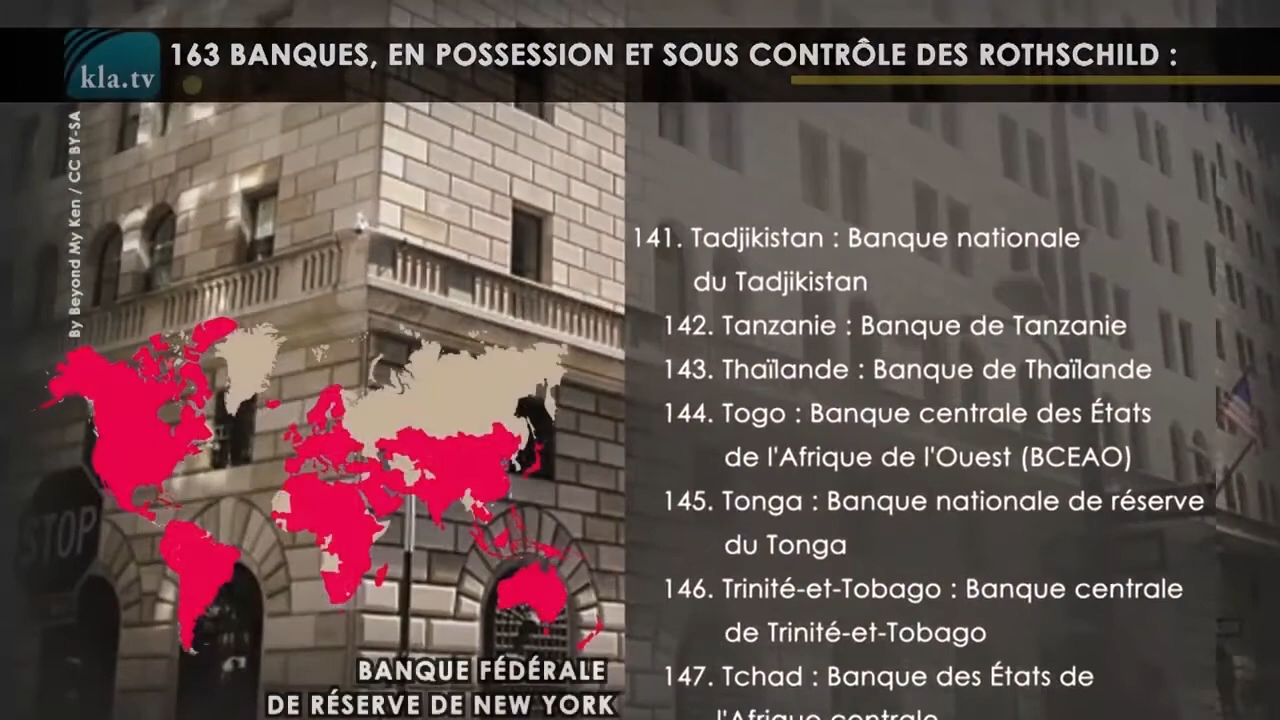 163 BANQUES, EN POSSESSION ET SOUS CONTRÔLE DES ROTHSCHILD :
kla.tv
By Beyond My Ken / CC BY-SA
141. Tadjikistan : Banque nationale
du Tadjikistan
142. Tanzanie : Banque de Tanzanie
143. Thaïlande : Banque de Thaïlande
144. Togo : Banque centrale des États
de l'Afrique de l'Ouest (BCEAO)
145. Tonga : Banque nationale de réserve
du Tonga
146. Trinité-et-Tobago : Banque centrale
de Trinité-et-Tobago
147. Tchad : Banque des États de
l'Afrique centrale
STOP
BANQUE FÉDÉRALE
DE RÉSERVE DE NEW YORK